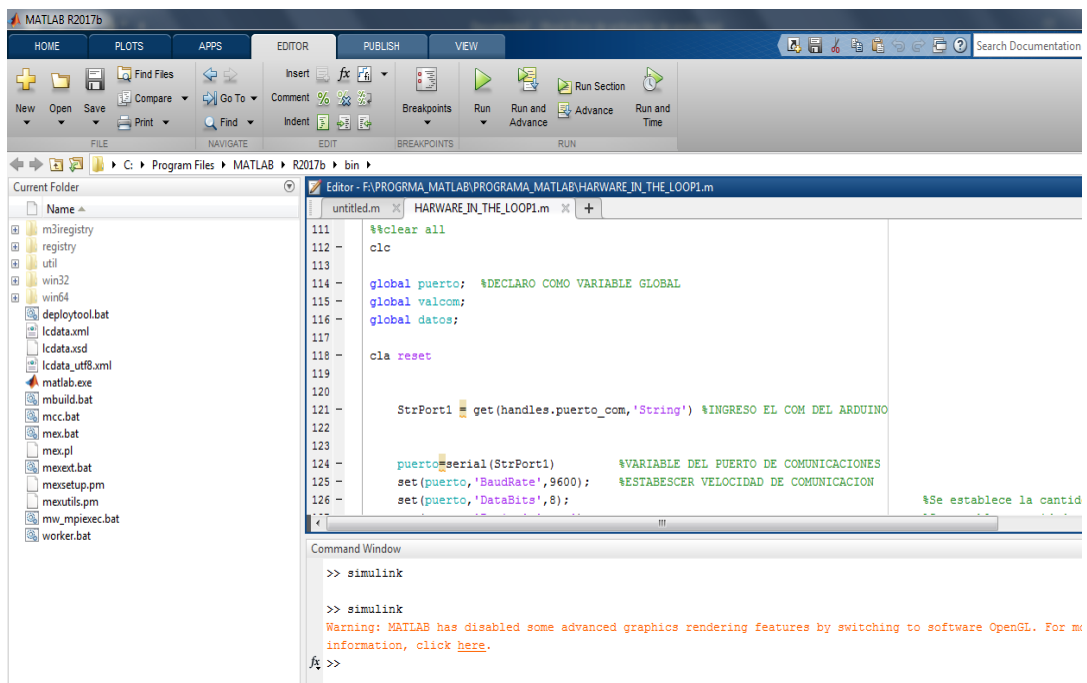 MATLAB R2017b
HOME PLOTS APPS EDITOR PUBLISH VIEW
Search Documentation
New Open Save
Find Files
Compare
Print
Go To
Find
Insert fx
Comment
Indent
Breakpoints
Run
Run and Advance
Run Section
Advance
Run and Time
FILE NAVIGATE EDIT BREAKPOINTS RUN
C: Program Files MATLAB R2017b bin
Current Folder
Name
m3iregistry
registry
util
win32
win64
deploytool.bat
lcdata.xml
lcdata.xsd
lcdata_utf8.xml
matlab.exe
mbuild.bat
mcc.bat
mex.bat
mex.pl
mexext.bat
mexsetup.pm
mexutils.pm
mw_mpiexec.bat
worker.bat
Editor - F:\PROGRMA_MATLAB\PROGRAMA_MATLAB\HARWARE_IN_THE_LOOP1.m
untitled.m HARWARE_IN_THE_LOOP1.m +
111 %%clear all
112 – clc
113
114 – global puerto; %DECLARO COMO VARIABLE GLOBAL
115 – global valcom;
116 – global datos;
117
118 – cla reset
119
120
121 – StrPort1 = get(handles.puerto_com,'String') %INGRESO EL COM DEL ARDUINO
122
123
124 – puerto=serial(StrPort1) %VARIABLE DEL PUERTO DE COMUNICACIONES
125 – set(puerto,'BaudRate',9600); %ESTABESCER VELOCIDAD DE COMUNICACION
126 – set(puerto,'DataBits',8); %Se establece la cantid
Command Window
>> simulink
>> simulink
Warning: MATLAB has disabled some advanced graphics rendering features by switching to software OpenGL. For mo
information, click here.
fx >>